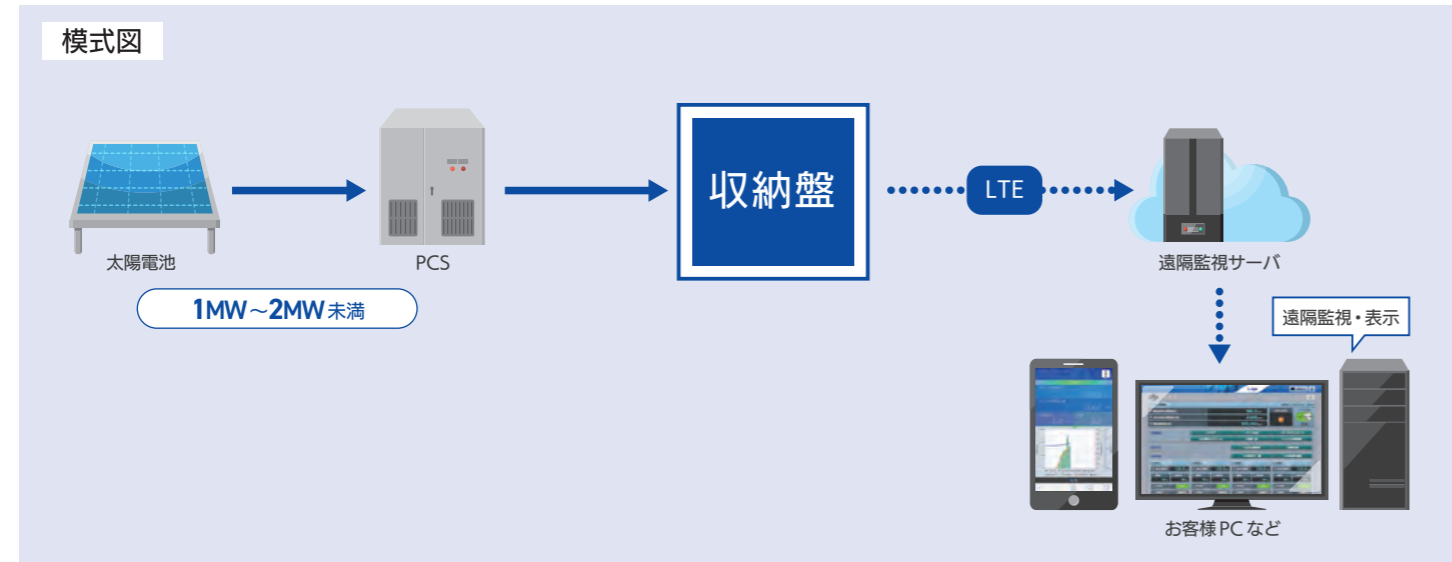 模式図
太陽電池
PCS
1MW～2MW未満
収納盤
LTE
遠隔監視サーバ
遠隔監視・表示
お客様PCなど